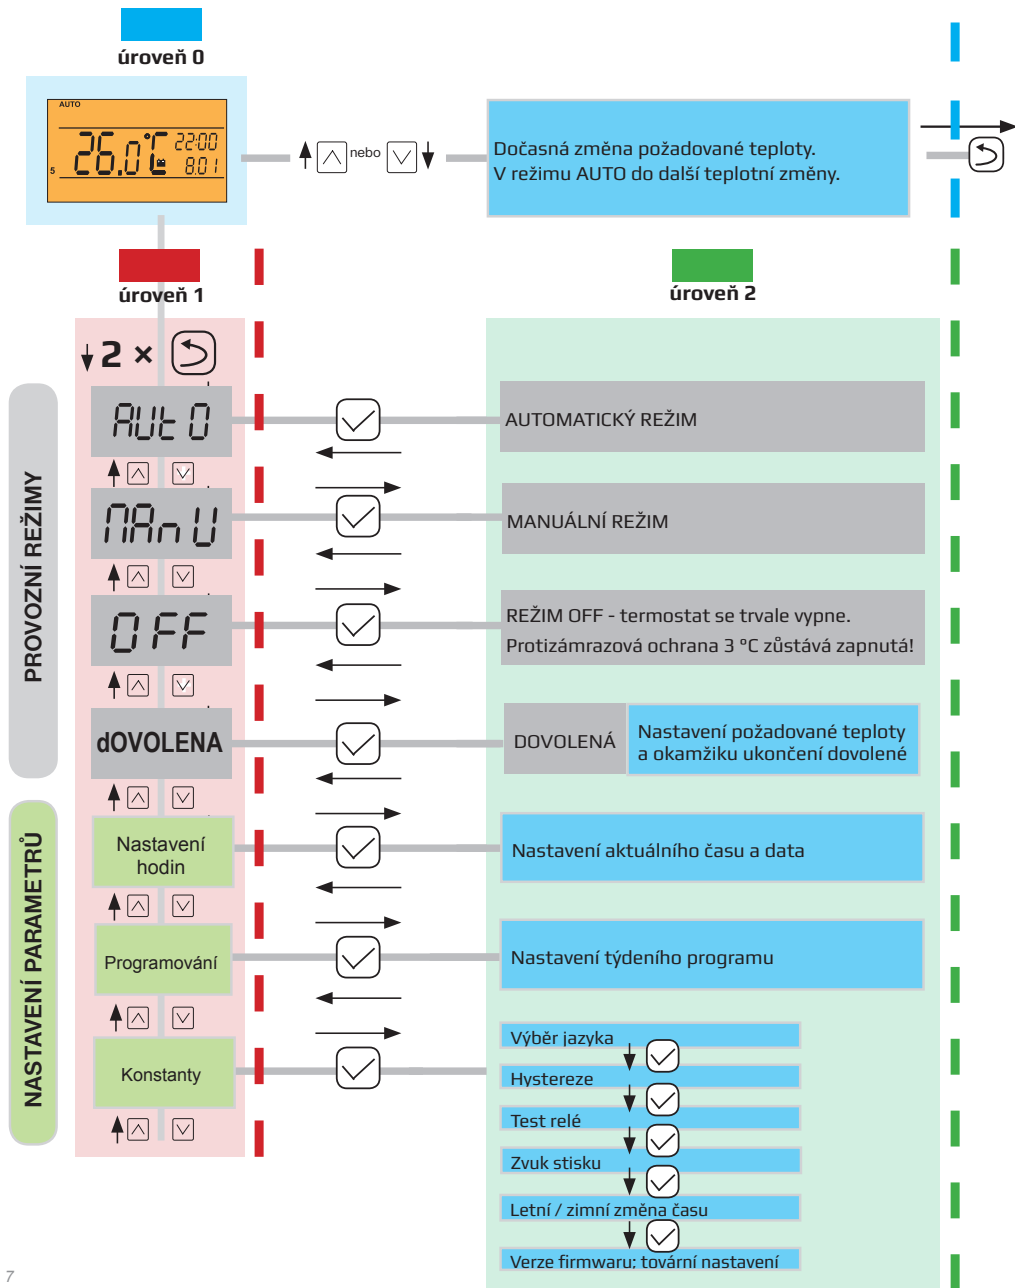 úroveň 0
AUTO
26.0°C
22:00
8.01
5
nebo
Dočasná změna požadované teploty.
V režimu AUTO do další teplotní změny.
úroveň 1
úroveň 2
2 ×
PROVOZNÍ REŽIMY
AUtO
AUTOMATICKÝ REŽIM
MAnU
MANUÁLNÍ REŽIM
OFF
REŽIM OFF - termostat se trvale vypne.
Protizámrazová ochrana 3 °C zůstává zapnutá!
dOVOLENA
DOVOLENÁ
Nastavení požadované teploty
a okamžiku ukončení dovolené
NASTAVENÍ PARAMETRŮ
Nastavení
hodin
Nastavení aktuálního času a data
Programování
Nastavení týdeního programu
Konstanty
Výběr jazyka
Hystereze
Test relé
Zvuk stisku
Letní / zimní změna času
Verze firmwaru; tovární nastavení
7